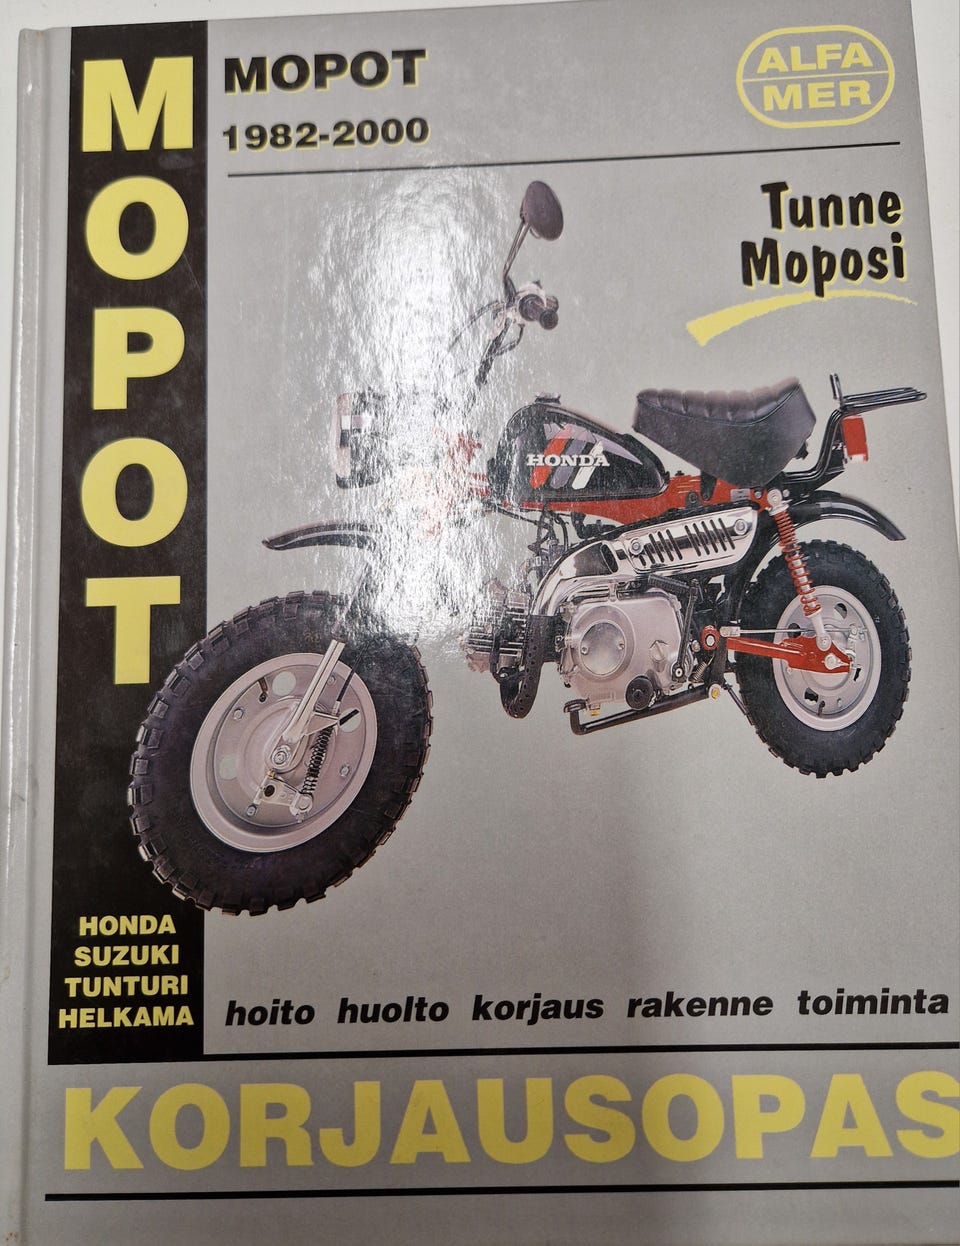 MOPOT
MOPOT
1982-2000
ALFA
MER
Tunne
Moposi
HONDA
HONDA
SUZUKI
TUNTURI
HELKAMA
hoito huolto korjaus rakenne toiminta
KORJAUSOPAS